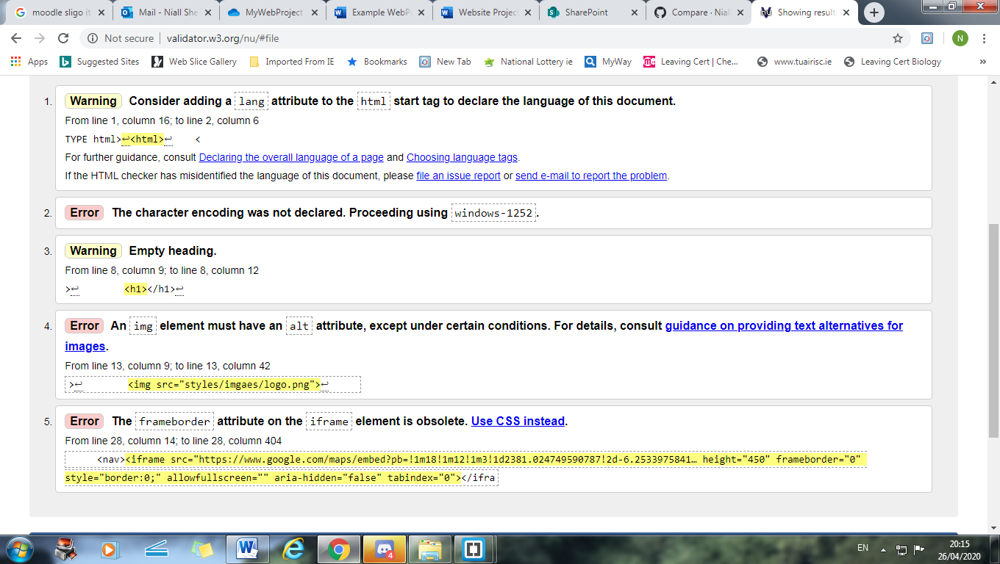 moodle sligo it
Mail - Niall She
MyWebProject
Example WebP
Website Project
SharePoint
Compare · Niall
Showing result
Not secure
validator.w3.org/nu/#file
N
Apps
Suggested Sites
Web Slice Gallery
Imported From IE
Bookmarks
New Tab
National Lottery ie
MyWay
Leaving Cert | Che...
www.tuairisc.ie
Leaving Cert Biology
»
1. Warning Consider adding a lang attribute to the html start tag to declare the language of this document.
From line 1, column 16; to line 2, column 6
TYPE html>↩<html>↩ <
For further guidance, consult Declaring the overall language of a page and Choosing language tags.
If the HTML checker has misidentified the language of this document, please file an issue report or send e-mail to report the problem.
2. Error The character encoding was not declared. Proceeding using windows-1252.
3. Warning Empty heading.
From line 8, column 9; to line 8, column 12
>↩ <h1></h1>↩
4. Error An img element must have an alt attribute, except under certain conditions. For details, consult guidance on providing text alternatives for
images.
From line 13, column 9; to line 13, column 42
>↩ <img src="styles/imgaes/logo.png">↩
5. Error The frameborder attribute on the iframe element is obsolete. Use CSS instead.
From line 28, column 14; to line 28, column 404
<nav><iframe src="https://www.google.com/maps/embed?pb=!1m18!1m12!1m3!1d2381.024749590787!2d-6.2533975841… height="450" frameborder="0"
style="border:0;" allowfullscreen="" aria-hidden="false" tabindex="0"></ifra
4
EN
20:15
26/04/2020